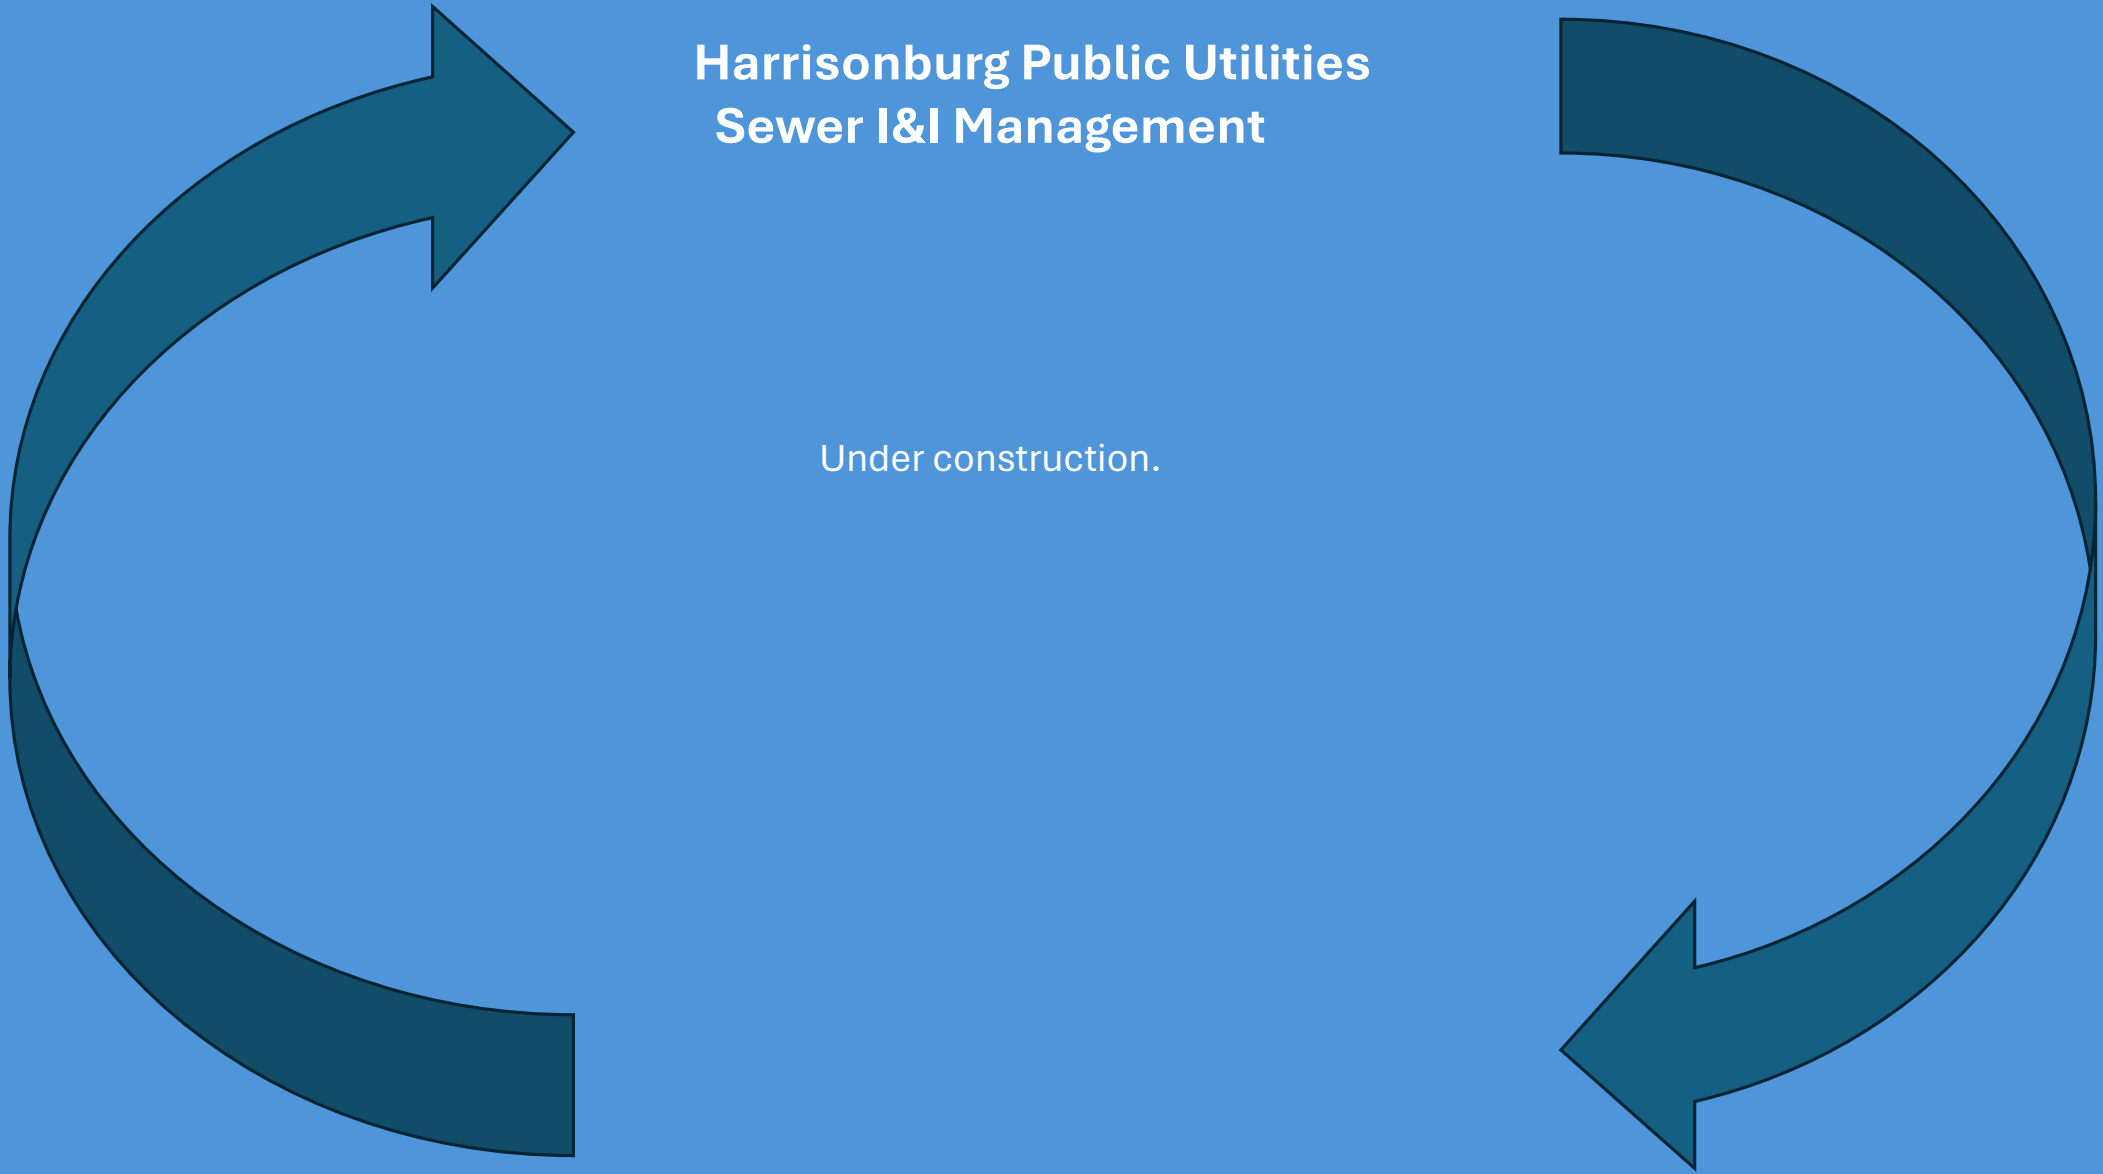 Harrisonburg Public Utilities
Sewer I&I Management
Under construction.